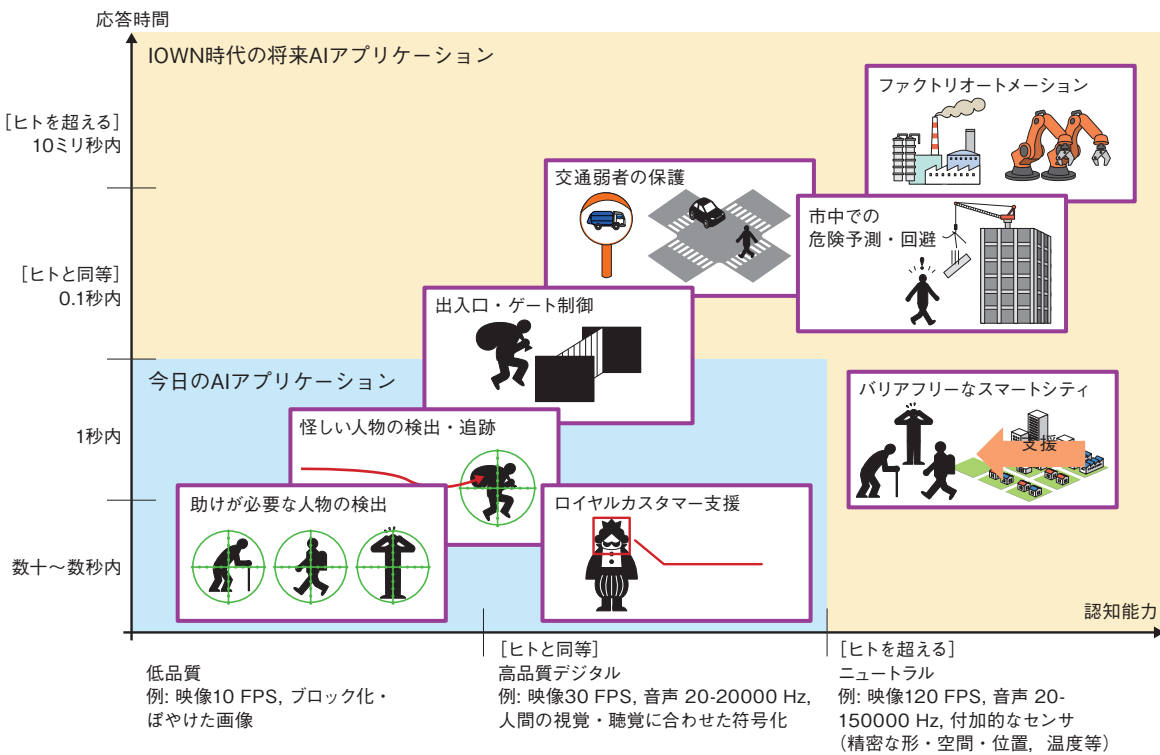 応答時間
IOWN時代の将来AIアプリケーション
ファクトリオートメーション
[ヒトを超える]
10ミリ秒内
交通弱者の保護
市中での
危険予測・回避
[ヒトと同等]
0.1秒内
出入口・ゲート制御
今日のAIアプリケーション
バリアフリーなスマートシティ
支援
怪しい人物の検出・追跡
1秒内
助けが必要な人物の検出
ロイヤルカスタマー支援
数十～数秒内
認知能力
低品質
例: 映像10 FPS, ブロック化・
ぼやけた画像
[ヒトと同等]
高品質デジタル
例: 映像30 FPS, 音声 20-20000 Hz,
人間の視覚・聴覚に合わせた符号化
[ヒトを超える]
ニュートラル
例: 映像120 FPS, 音声 20-
150000 Hz, 付加的なセンサ
（精密な形・空間・位置，温度等）